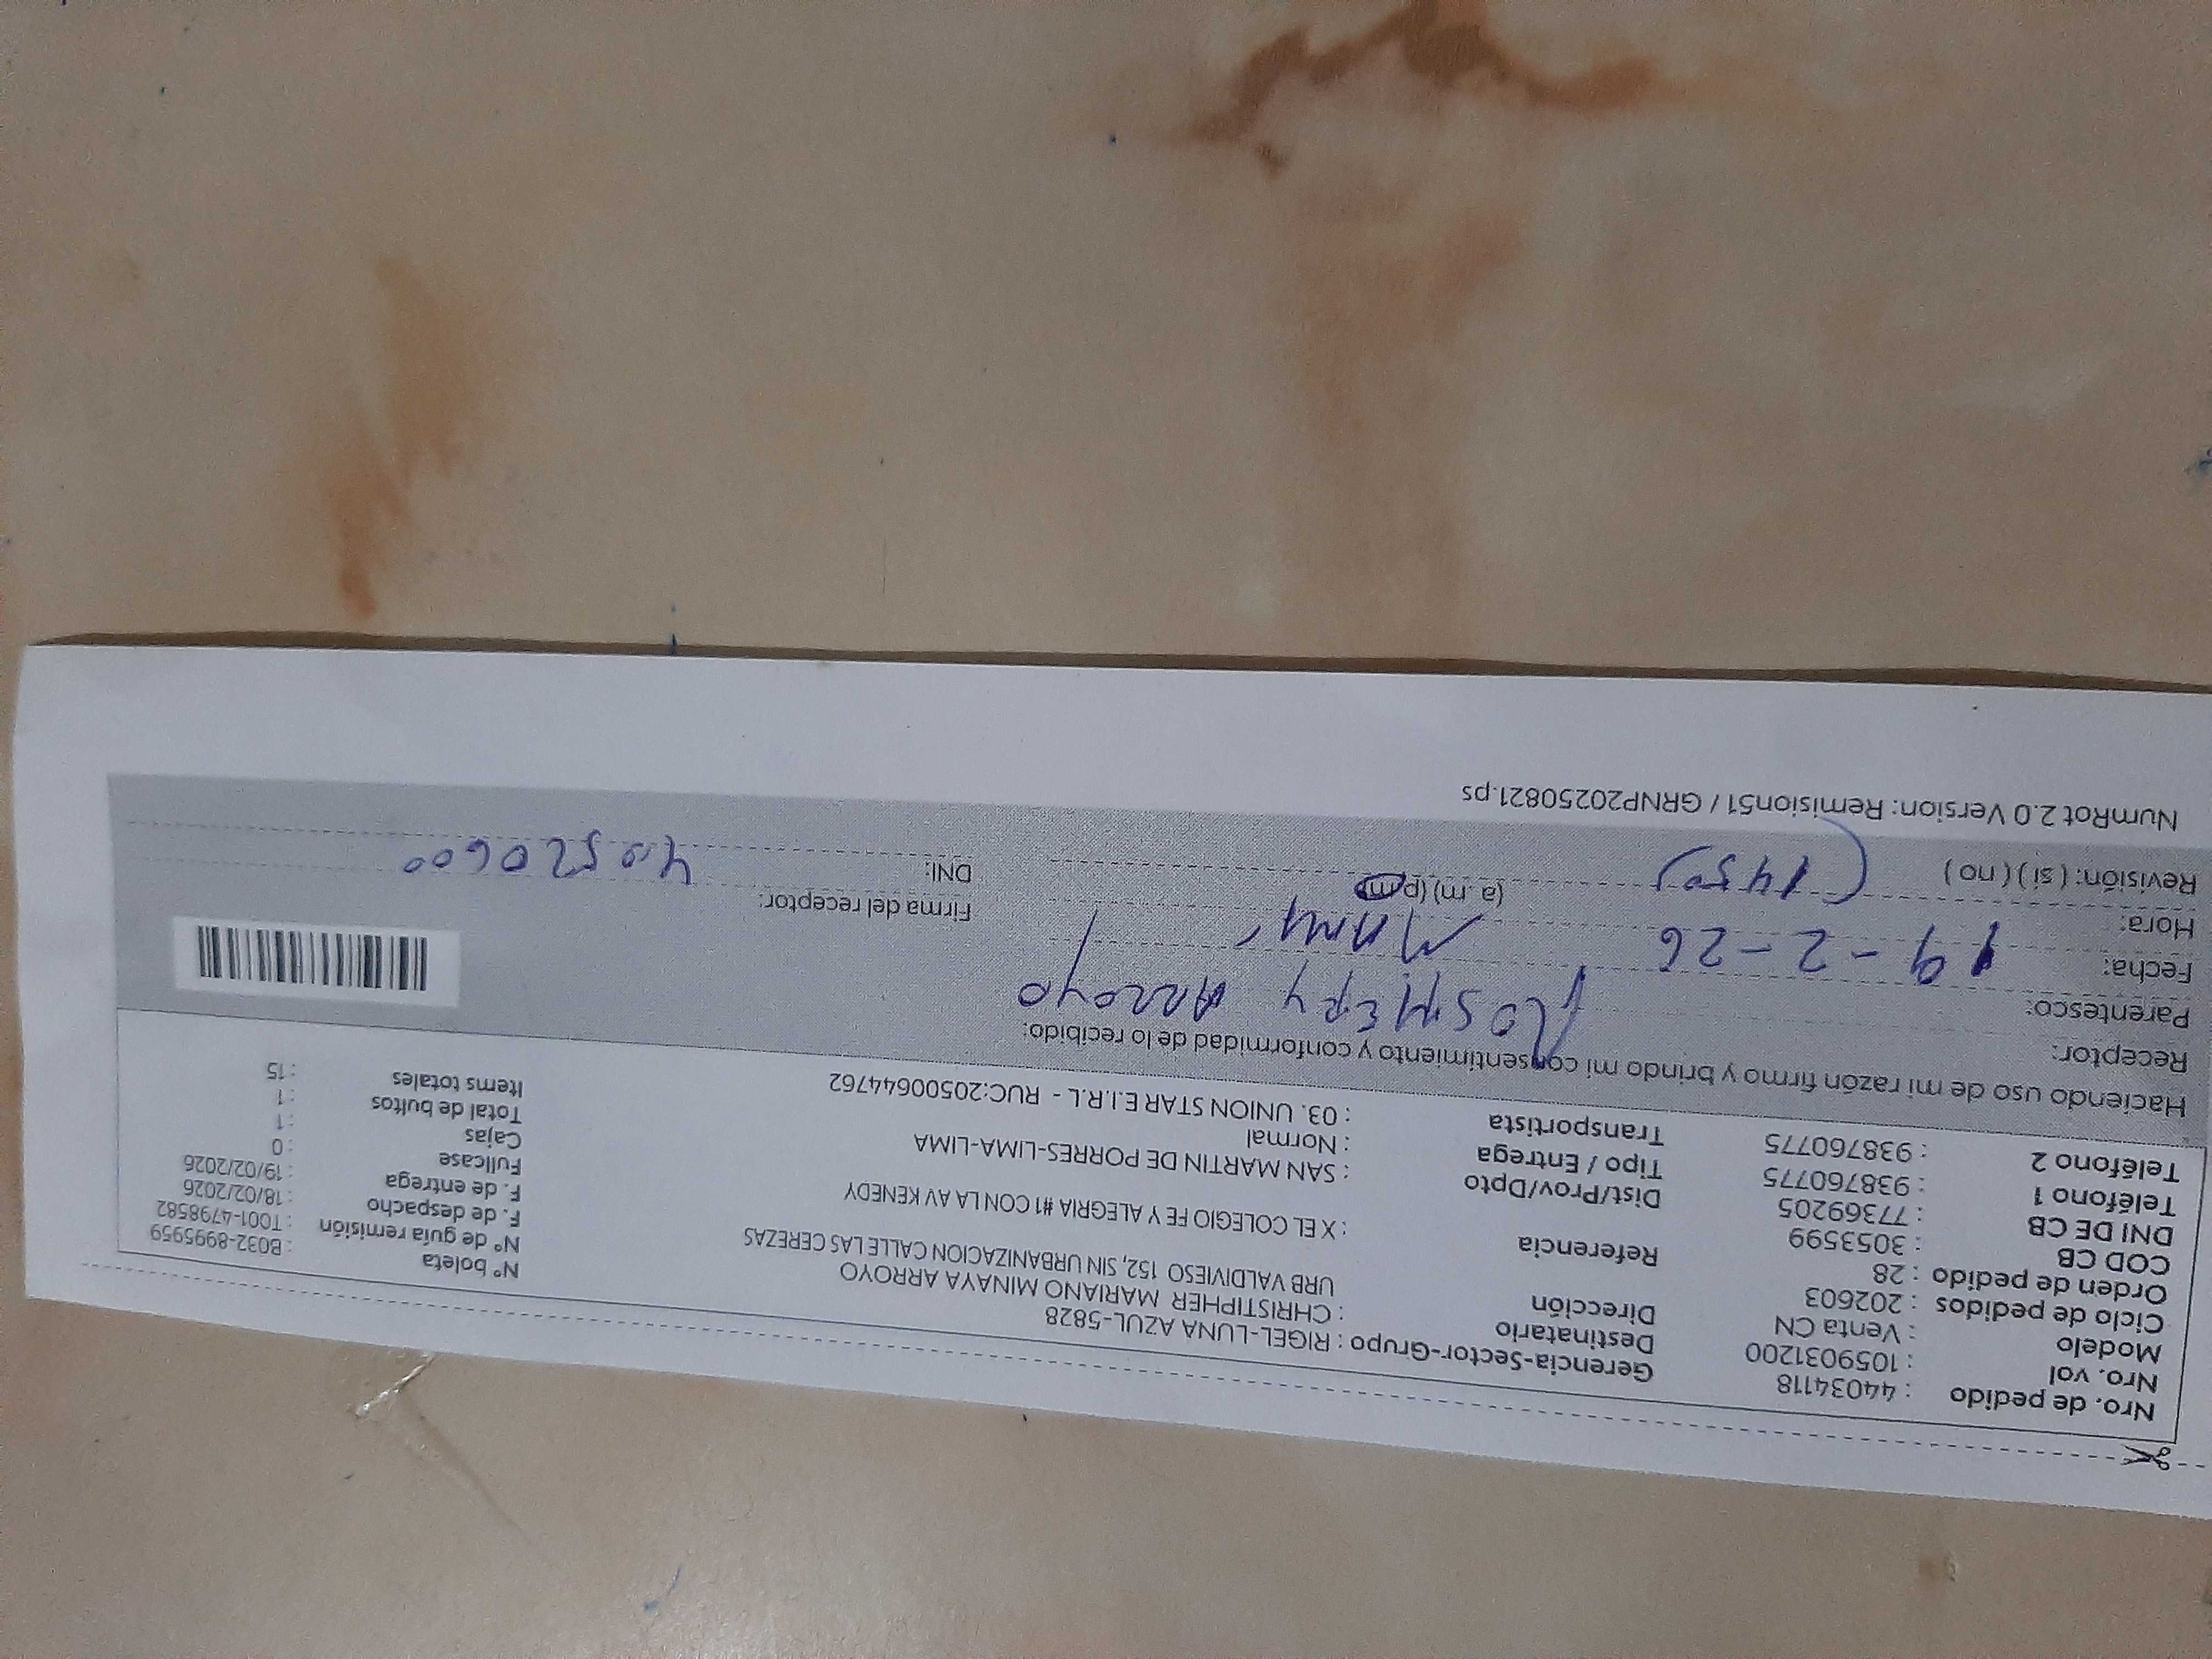 Nro. de pedido : 44034118
Nro. vol : 1059031200
Modelo : Venta CN
Ciclo de pedidos : 202603
Orden de pedido : 28
COD CB : 3053599
DNI DE CB : 77369205
Teléfono 1 : 938760775
Teléfono 2 : 938760775
Gerencia-Sector-Grupo : RIGEL-LUNA AZUL-5828
Destinatario : CHRISTIPHER MARIANO MINAYA ARROYO
Dirección URB VALDIVIESO 152, SIN URBANIZACION CALLE LAS CEREZAS
Referencia : X EL COLEGIO FE Y ALEGRIA #1 CON LA AV KENEDY
Dist/Prov/Dpto : SAN MARTIN DE PORRES-LIMA-LIMA
Tipo / Entrega : Normal
Transportista : 03. UNION STAR E.I.R.L - RUC:20500644762
N° boleta : B032-8995959
N° de guía remisión : T001-4798582
F. de despacho : 18/02/2026
F. de entrega : 19/02/2026
Fullcase : 0
Cajas : 1
Total de bultos : 1
Items totales : 15
Haciendo uso de mi razón firmo y brindo mi consentimiento y conformidad de lo recibido:
Receptor: ROSMERY ARROYO
Parentesco: MAMÁ
Fecha: 19-2-26
Hora: (1450) (a. m) (p. m)
Revisión: ( sí ) ( no )
Firma del receptor:
DNI: 40520600
NumRot 2.0 Version: Remision51 / GRNP20250821.ps